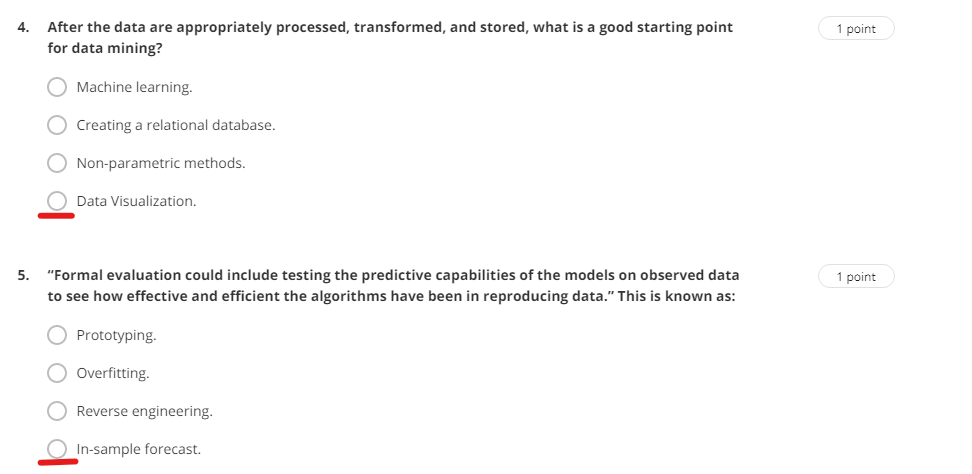 4. After the data are appropriately processed, transformed, and stored, what is a good starting point 1 point
for data mining?
Machine learning.
Creating a relational database.
Non-parametric methods.
Data Visualization.
5. “Formal evaluation could include testing the predictive capabilities of the models on observed data 1 point
to see how effective and efficient the algorithms have been in reproducing data.” This is known as:
Prototyping.
Overfitting.
Reverse engineering.
In-sample forecast.